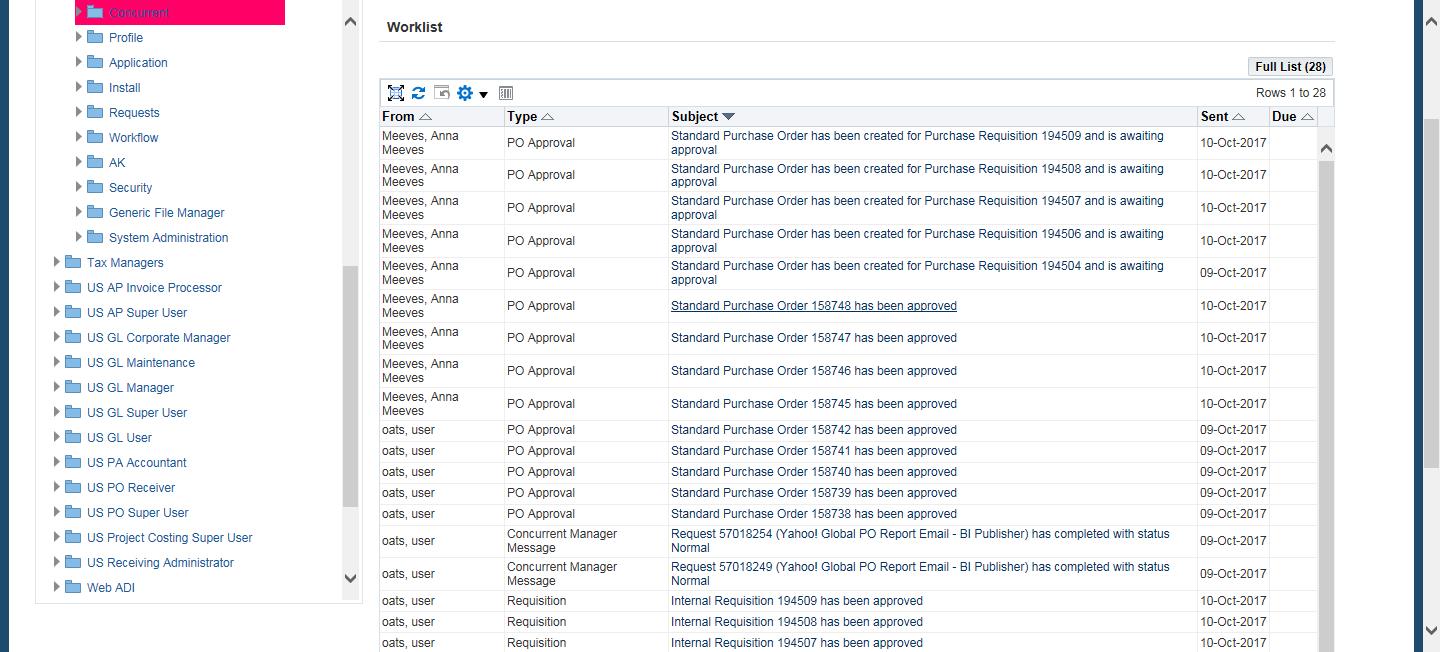 Concurrent
Profile
Application
Install
Requests
Workflow
AK
Security
Generic File Manager
System Administration
Tax Managers
US AP Invoice Processor
US AP Super User
US GL Corporate Manager
US GL Maintenance
US GL Manager
US GL Super User
US GL User
US PA Accountant
US PO Receiver
US PO Super User
US Project Costing Super User
US Receiving Administrator
Web ADI
Worklist
Full List (28)
Rows 1 to 28
From Type Subject Sent Due
Meeves, Anna Meeves PO Approval Standard Purchase Order has been created for Purchase Requisition 194509 and is awaiting approval 10-Oct-2017
Meeves, Anna Meeves PO Approval Standard Purchase Order has been created for Purchase Requisition 194508 and is awaiting approval 10-Oct-2017
Meeves, Anna Meeves PO Approval Standard Purchase Order has been created for Purchase Requisition 194507 and is awaiting approval 10-Oct-2017
Meeves, Anna Meeves PO Approval Standard Purchase Order has been created for Purchase Requisition 194506 and is awaiting approval 10-Oct-2017
Meeves, Anna Meeves PO Approval Standard Purchase Order has been created for Purchase Requisition 194504 and is awaiting approval 09-Oct-2017
Meeves, Anna Meeves PO Approval Standard Purchase Order 158748 has been approved 10-Oct-2017
Meeves, Anna Meeves PO Approval Standard Purchase Order 158747 has been approved 10-Oct-2017
Meeves, Anna Meeves PO Approval Standard Purchase Order 158746 has been approved 10-Oct-2017
Meeves, Anna Meeves PO Approval Standard Purchase Order 158745 has been approved 10-Oct-2017
oats, user PO Approval Standard Purchase Order 158742 has been approved 09-Oct-2017
oats, user PO Approval Standard Purchase Order 158741 has been approved 09-Oct-2017
oats, user PO Approval Standard Purchase Order 158740 has been approved 09-Oct-2017
oats, user PO Approval Standard Purchase Order 158739 has been approved 09-Oct-2017
oats, user PO Approval Standard Purchase Order 158738 has been approved 09-Oct-2017
oats, user Concurrent Manager Message Request 57018254 (Yahoo! Global PO Report Email - BI Publisher) has completed with status Normal 09-Oct-2017
oats, user Concurrent Manager Message Request 57018249 (Yahoo! Global PO Report Email - BI Publisher) has completed with status Normal 09-Oct-2017
oats, user Requisition Internal Requisition 194509 has been approved 10-Oct-2017
oats, user Requisition Internal Requisition 194508 has been approved 10-Oct-2017
oats, user Requisition Internal Requisition 194507 has been approved 10-Oct-2017